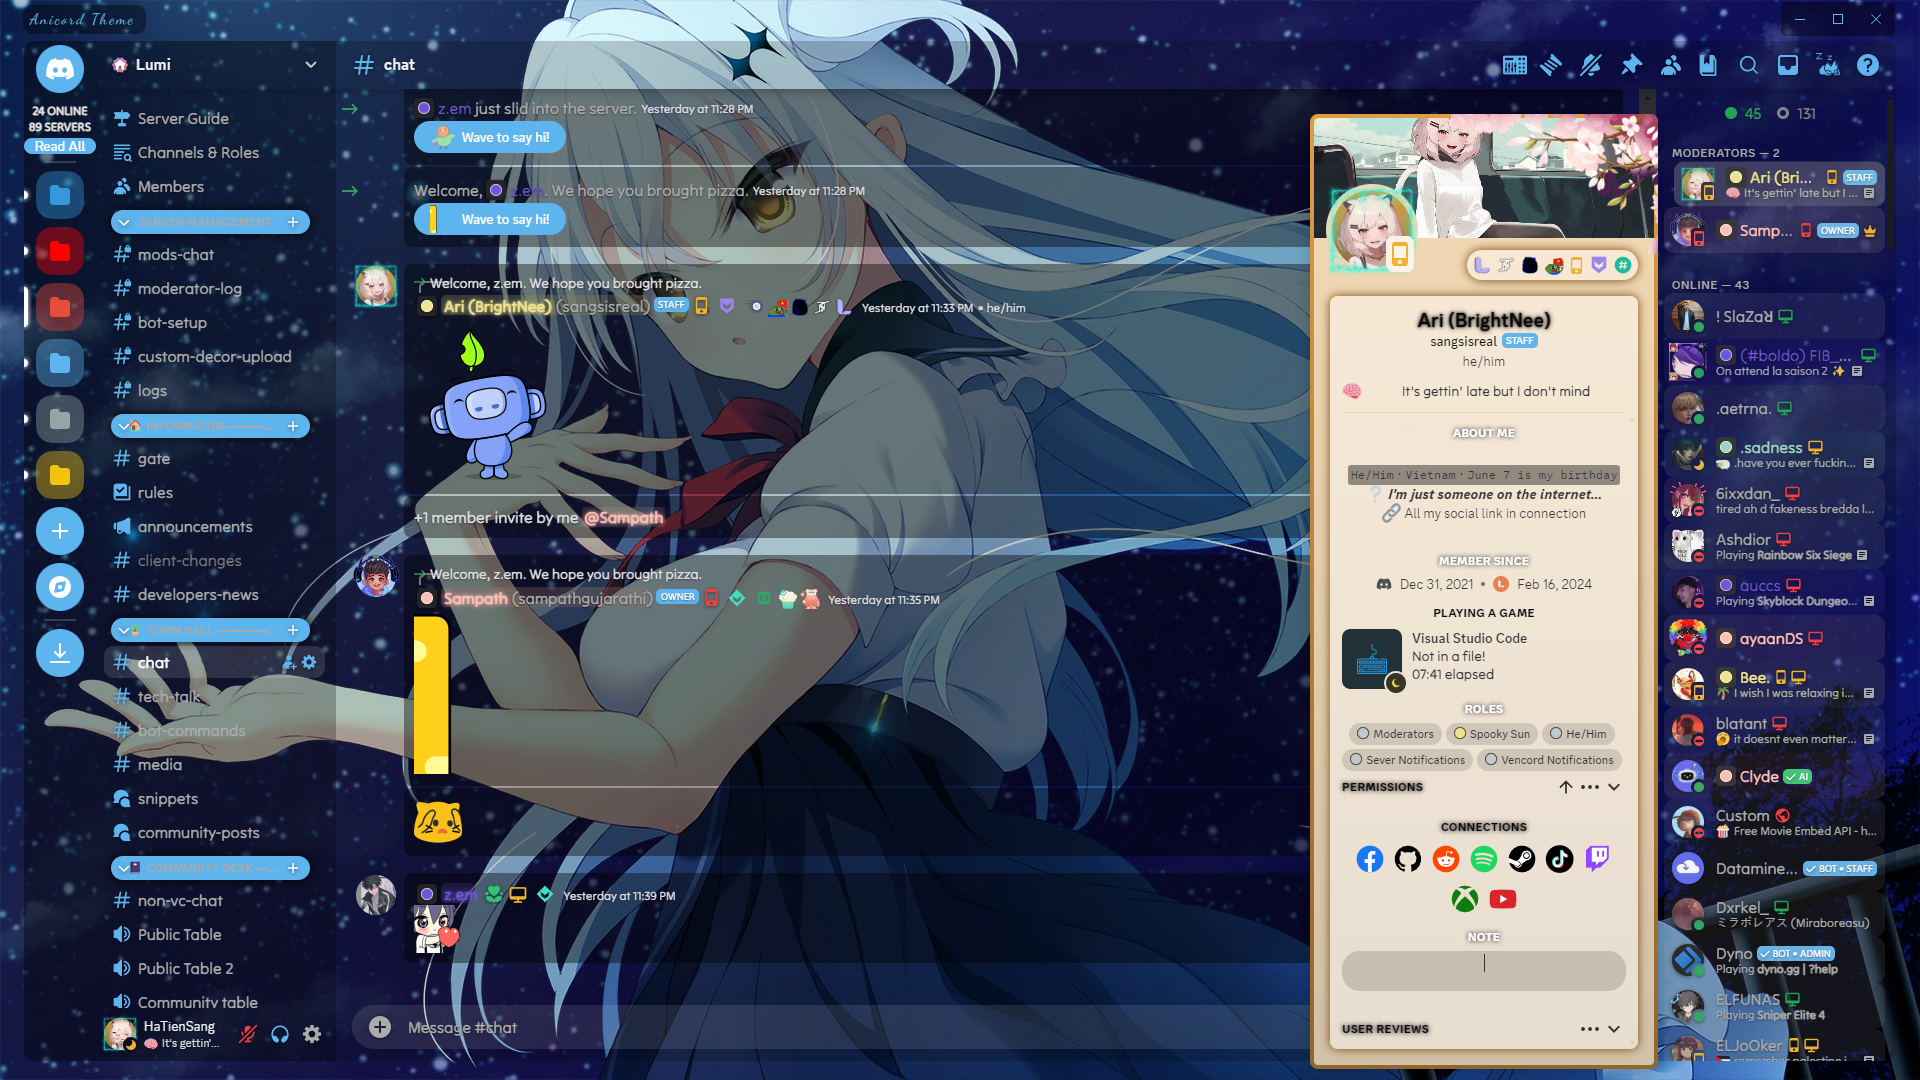 Anicord Theme
24 ONLINE
89 SERVERS
Read All
Lumi
Server Guide
Channels & Roles
Members
SERVER MANAGEMENT
mods-chat
moderator-log
bot-setup
custom-decor-upload
logs
INFORMATON
gate
rules
announcements
client-changes
developers-news
TOWN HALL
chat
tech-talk
bot-commands
media
snippets
community-posts
COMMUNITY DESK
non-vc-chat
Public Table
Public Table 2
Community table
HaTienSang
It's gettin'...
chat
z.em just slid into the server. Yesterday at 11:28 PM
Wave to say hi!
Welcome, z.em. We hope you brought pizza. Yesterday at 11:28 PM
Wave to say hi!
Welcome, z.em. We hope you brought pizza.
Ari (BrightNee) (sangsisreal) STAFF Yesterday at 11:33 PM • he/him
+1 member invite by me @Sampath
Welcome, z.em. We hope you brought pizza.
Sampath (sampathgujarathi) OWNER Yesterday at 11:35 PM
z.em Yesterday at 11:39 PM
Message #chat
Ari (BrightNee)
sangsisreal STAFF
he/him
It's gettin' late but I don't mind
ABOUT ME
He/Him · Vietnam · June 7 is my birthday
I'm just someone on the internet...
All my social link in connection
MEMBER SINCE
Dec 31, 2021 • L Feb 16, 2024
PLAYING A GAME
Visual Studio Code
Not in a file!
07:41 elapsed
ROLES
Moderators Spooky Sun He/Him
Sever Notifications Vencord Notifications
PERMISSIONS
CONNECTIONS
NOTE
USER REVIEWS
45 131
MODERATORS — 2
Ari (Bri... STAFF
It's gettin' late but I ...
Samp... OWNER
ONLINE — 43
! SlaZaЯ
(#boldo) FIB_...
On attend la saison 2
.aetrna.
.sadness
.have you ever fuckin...
6ixxdan_
tired ah d fakeness bredda l...
Ashdior
Playing Rainbow Six Siege
auccs
Playing Skyblock Dungeo...
ayaanDS
Bee.
I wish I was relaxing i...
blatant
it doesnt even matter...
Clyde AI
Custom
Free Movie Embed API - h...
Datamine... BOT • STAFF
Dxrkel_
ミラボレアス (Miraboreasu)
Dyno BOT • ADMIN
Playing dyno.gg | ?help
ELFUNAS
Playing Sniper Elite 4
ELJoOker